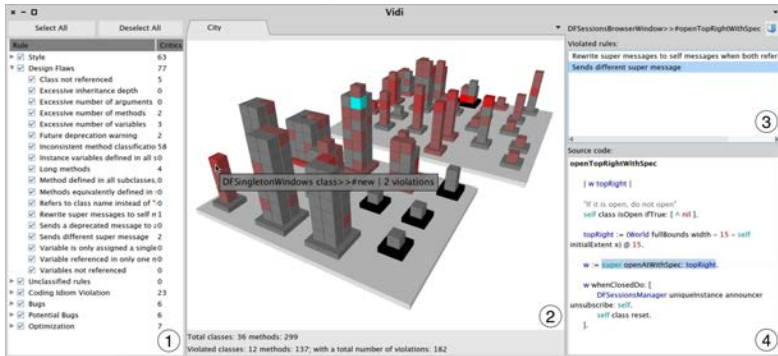 Vidi
Select All
Deselect All
Rule
Critics
Style 63
Design Flaws 77
Class not referenced 5
Excessive inheritance depth 0
Excessive number of arguments 0
Excessive number of methods 2
Excessive number of variables 3
Future deprecation warning 2
Inconsistent method classificatio 58
Instance variables defined in all s 0
Long methods 4
Method defined in all subclasses, 0
Methods equivalently defined in 0
Refers to class name instead of " 0
Rewrite super messages to self m 1
Sends a deprecated message to 0
Sends different super message 2
Variable is only assigned a single 0
Variable referenced in only one n 0
Variables not referenced 0
Unclassified rules 0
Coding Idiom Violation 23
Bugs 6
Potential Bugs 6
Optimization 7
1
City
DFSingletonWindows class>>#new | 2 violations
2
Total classes: 36 methods: 299
Violated classes: 12 methods: 137; with a total number of violations: 182
DFSessionsBrowserWindow>>#openTopRightWithSpec
Violated rules:
Rewrite super messages to self messages when both refer
Sends different super message
3
Source code:
openTopRightWithSpec
| w topRight |
"If it is open, do not open"
self class isOpen ifTrue: [ ^ nil ].
topRight := (World fullBounds width - 15 - self
initialExtent x) @ 15.
w := super openAtWithSpec: topRight.
w whenClosedDo: [
DFSessionsManager uniqueInstance announcer
unsubscribe: self.
self class reset.
].
4